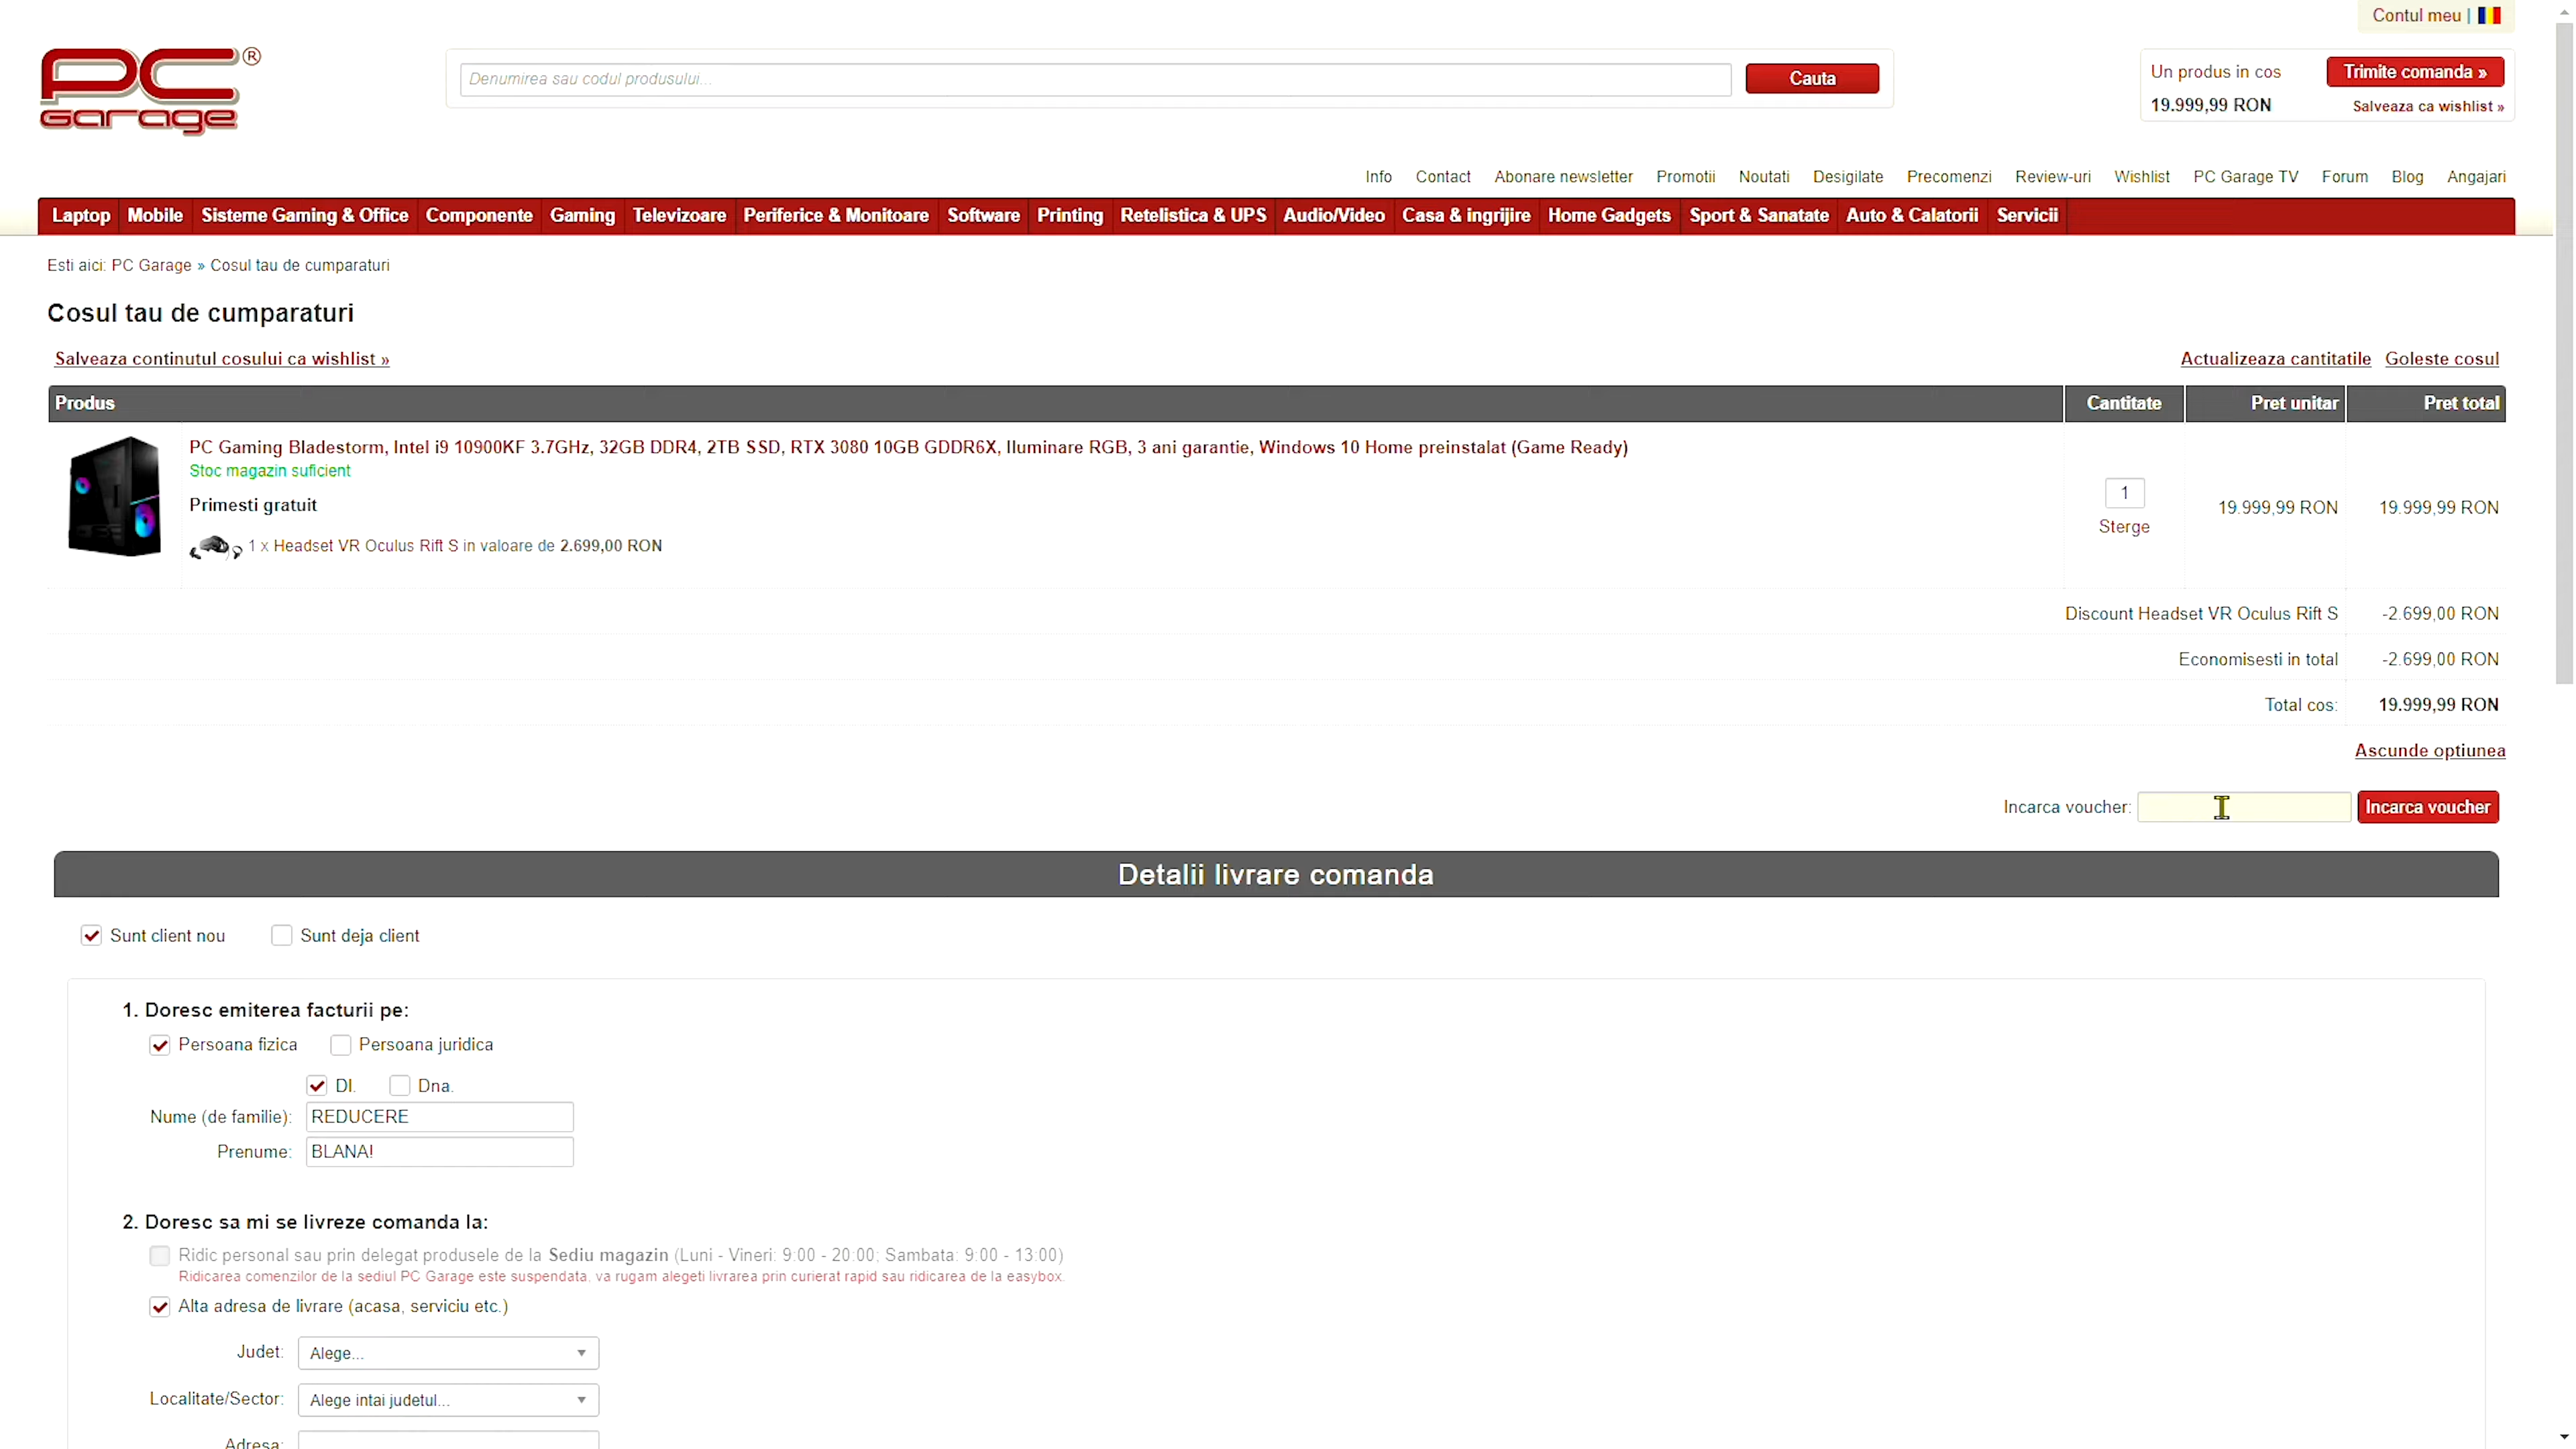 Contul meu |
PC Garage ®
Denumirea sau codul produsului...
Cauta
Un produs in cos
Trimite comanda »
19.999,99 RON
Salveaza ca wishlist »
Info Contact Abonare newsletter Promotii Noutati Desigilate Precomenzi Review-uri Wishlist PC Garage TV Forum Blog Angajari
Laptop Mobile Sisteme Gaming & Office Componente Gaming Televizoare Periferice & Monitoare Software Printing Retelistica & UPS Audio/Video Casa & ingrijire Home Gadgets Sport & Sanatate Auto & Calatorii Servicii
Esti aici: PC Garage » Cosul tau de cumparaturi
Cosul tau de cumparaturi
Salveaza continutul cosului ca wishlist »
Actualizeaza cantitatile Goleste cosul
Produs Cantitate Pret unitar Pret total
PC Gaming Bladestorm, Intel i9 10900KF 3.7GHz, 32GB DDR4, 2TB SSD, RTX 3080 10GB GDDR6X, Iluminare RGB, 3 ani garantie, Windows 10 Home preinstalat (Game Ready)
Stoc magazin suficient
Primesti gratuit
1 x Headset VR Oculus Rift S in valoare de 2.699,00 RON
1
Sterge
19.999,99 RON 19.999,99 RON
Discount Headset VR Oculus Rift S -2.699,00 RON
Economisesti in total -2.699,00 RON
Total cos: 19.999,99 RON
Ascunde optiunea
Incarca voucher: Incarca voucher
Detalii livrare comanda
Sunt client nou Sunt deja client
1. Doresc emiterea facturii pe:
Persoana fizica Persoana juridica
Dl. Dna.
Nume (de familie): REDUCERE
Prenume: BLANA!
2. Doresc sa mi se livreze comanda la:
Ridic personal sau prin delegat produsele de la Sediu magazin (Luni - Vineri: 9:00 - 20:00; Sambata: 9:00 - 13:00)
Ridicarea comenzilor de la sediul PC Garage este suspendata, va rugam alegeti livrarea prin curierat rapid sau ridicarea de la easybox.
Alta adresa de livrare (acasa, serviciu etc.)
Judet: Alege...
Localitate/Sector: Alege intai judetul...
Adresa: